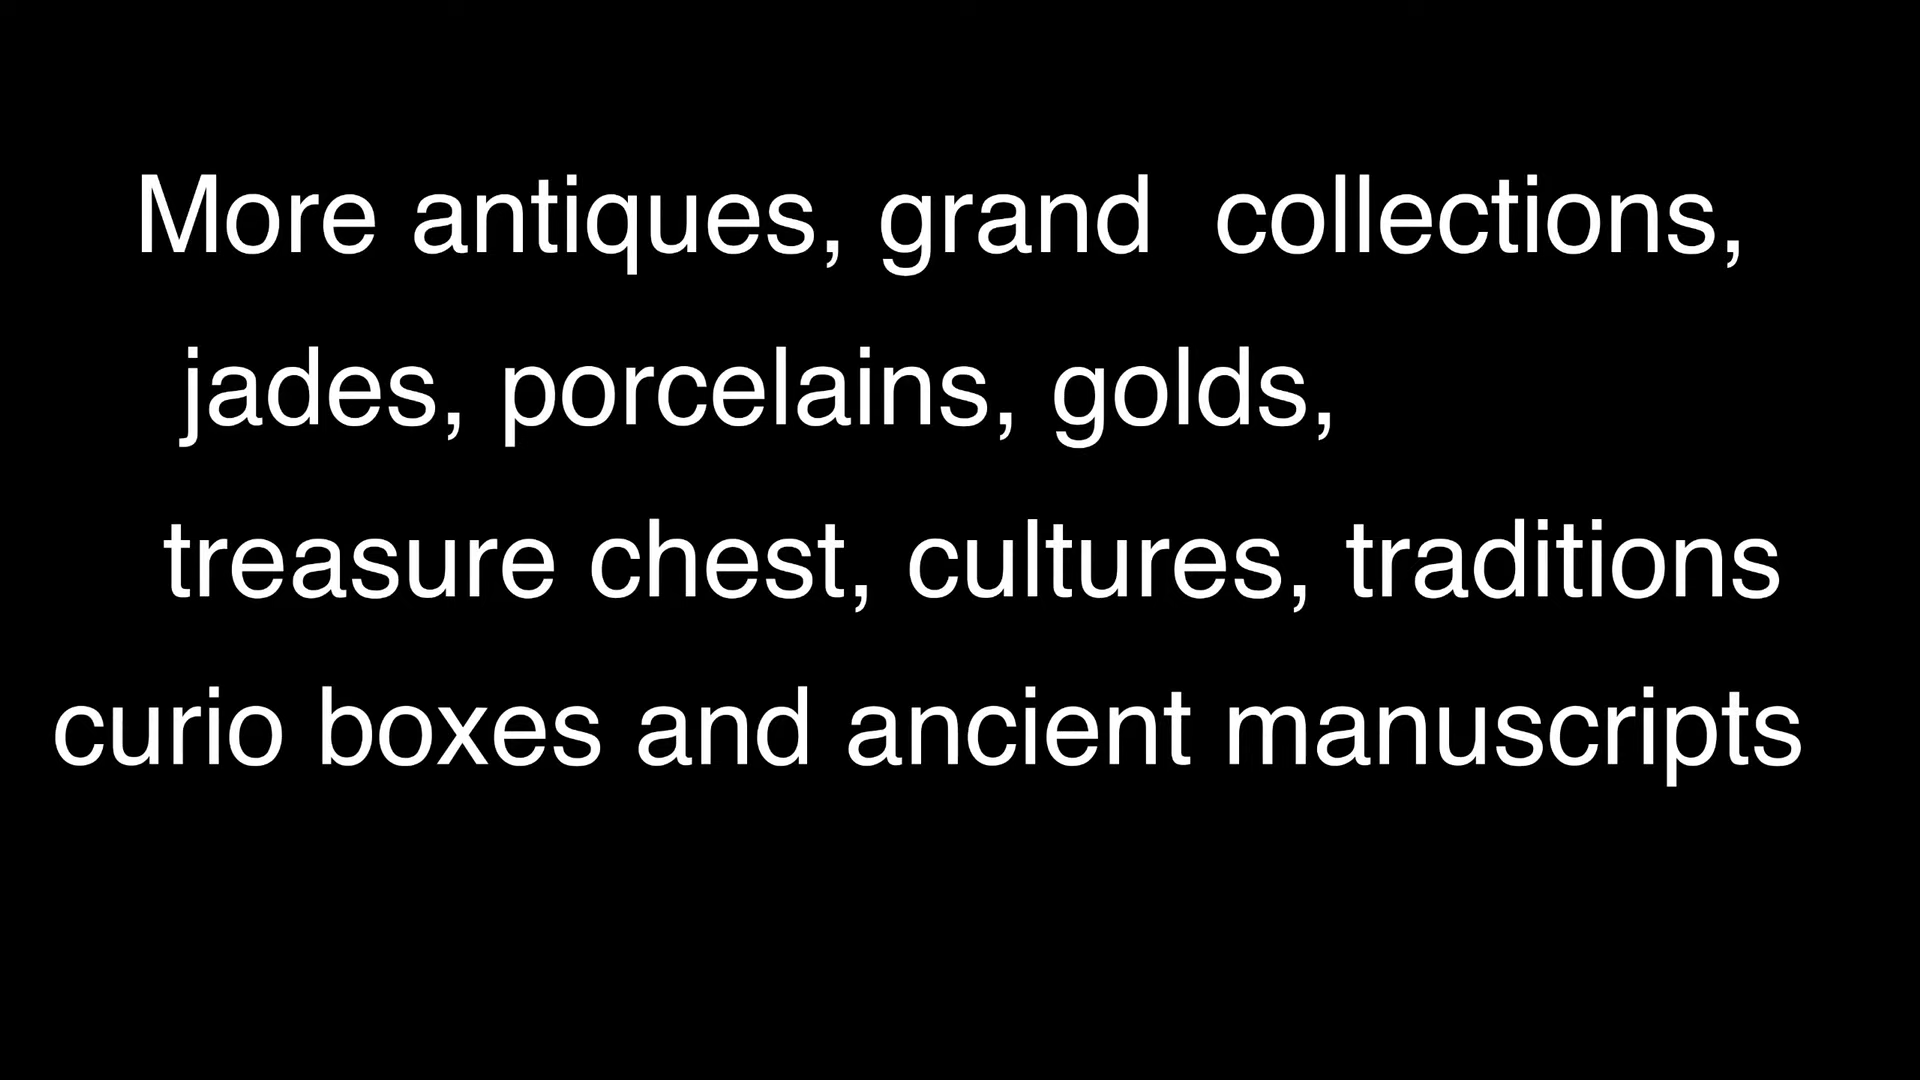 More antiques, grand  collections,
jades, porcelains, golds,
treasure chest, cultures, traditions
curio boxes and ancient manuscripts